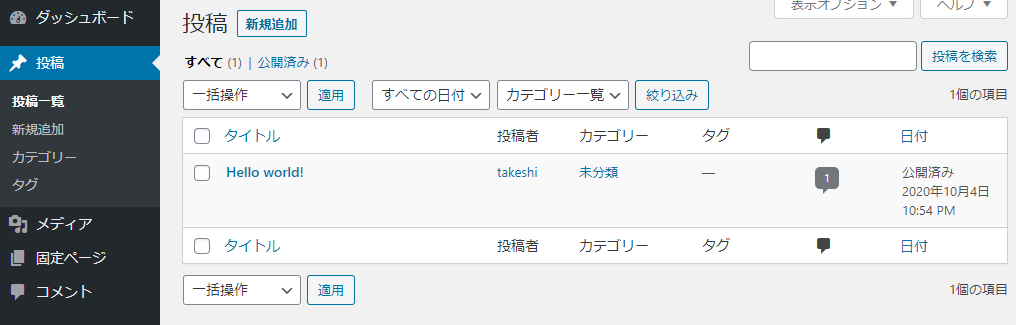 ダッシュボード
投稿
投稿一覧
新規追加
カテゴリー
タグ
メディア
固定ページ
コメント
表示オプション ▼ ヘルプ ▼
投稿 新規追加
すべて (1) | 公開済み (1)
投稿を検索
一括操作 適用 すべての日付 カテゴリー一覧 絞り込み 1個の項目
タイトル 投稿者 カテゴリー タグ 日付
Hello world! takeshi 未分類 — 1 公開済み
2020年10月4日
10:54 PM
タイトル 投稿者 カテゴリー タグ 日付
一括操作 適用 1個の項目